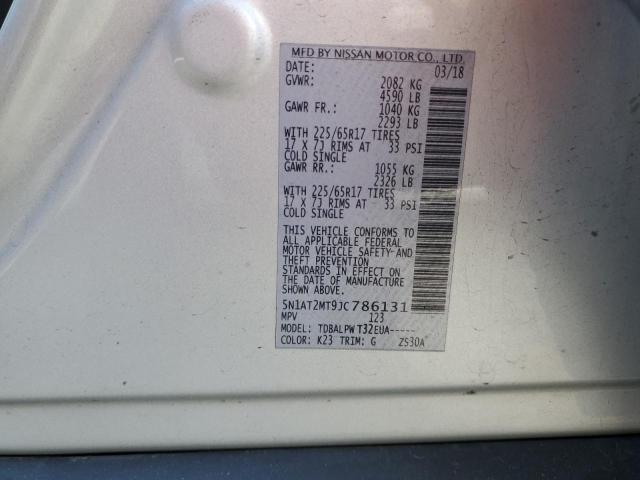 MFD BY NISSAN MOTOR CO., LTD.
DATE: 03/18
GVWR: 2082 KG
4590 LB
GAWR FR.: 1040 KG
2293 LB
WITH 225/65R17 TIRES
17 X 7J RIMS AT 33 PSI
COLD SINGLE
GAWR RR.: 1055 KG
2326 LB
WITH 225/65R17 TIRES
17 X 7J RIMS AT 33 PSI
COLD SINGLE
THIS VEHICLE CONFORMS TO
ALL APPLICABLE FEDERAL
MOTOR VEHICLE SAFETY-AND
THEFT PREVENTION
STANDARDS IN EFFECT ON
THE DATE OF MANUFACTURE
SHOWN ABOVE.
5N1AT2MT9JC786131
MPV 123
MODEL: TDBALPWT32EUA-----
COLOR: K23 TRIM: G ZS30A